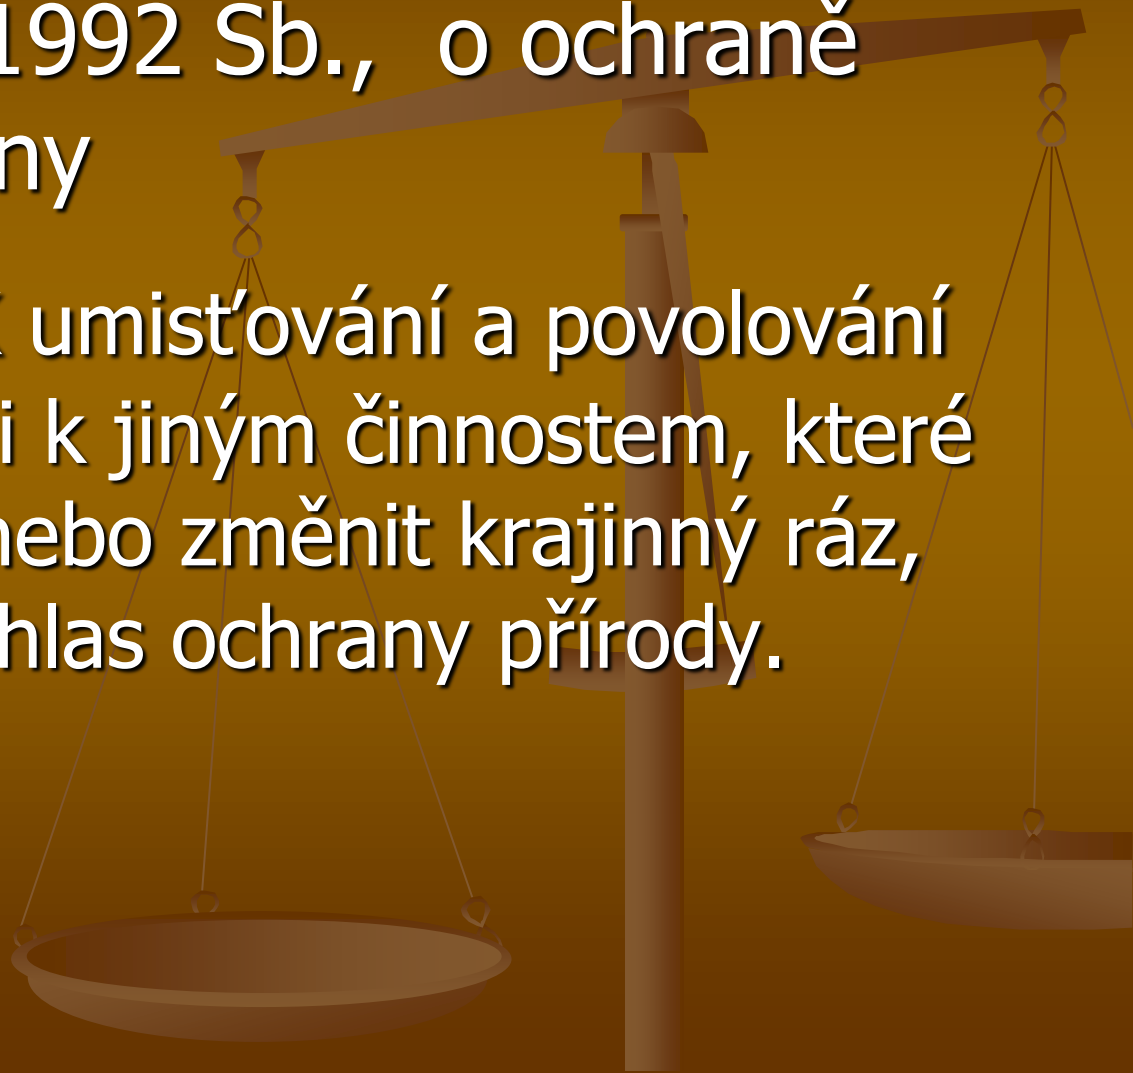 1992 Sb., o ochraně
ny
umisťování a povolování
i k jiným činnostem, které
nebo změnit krajinný ráz,
hlas ochrany přírody.